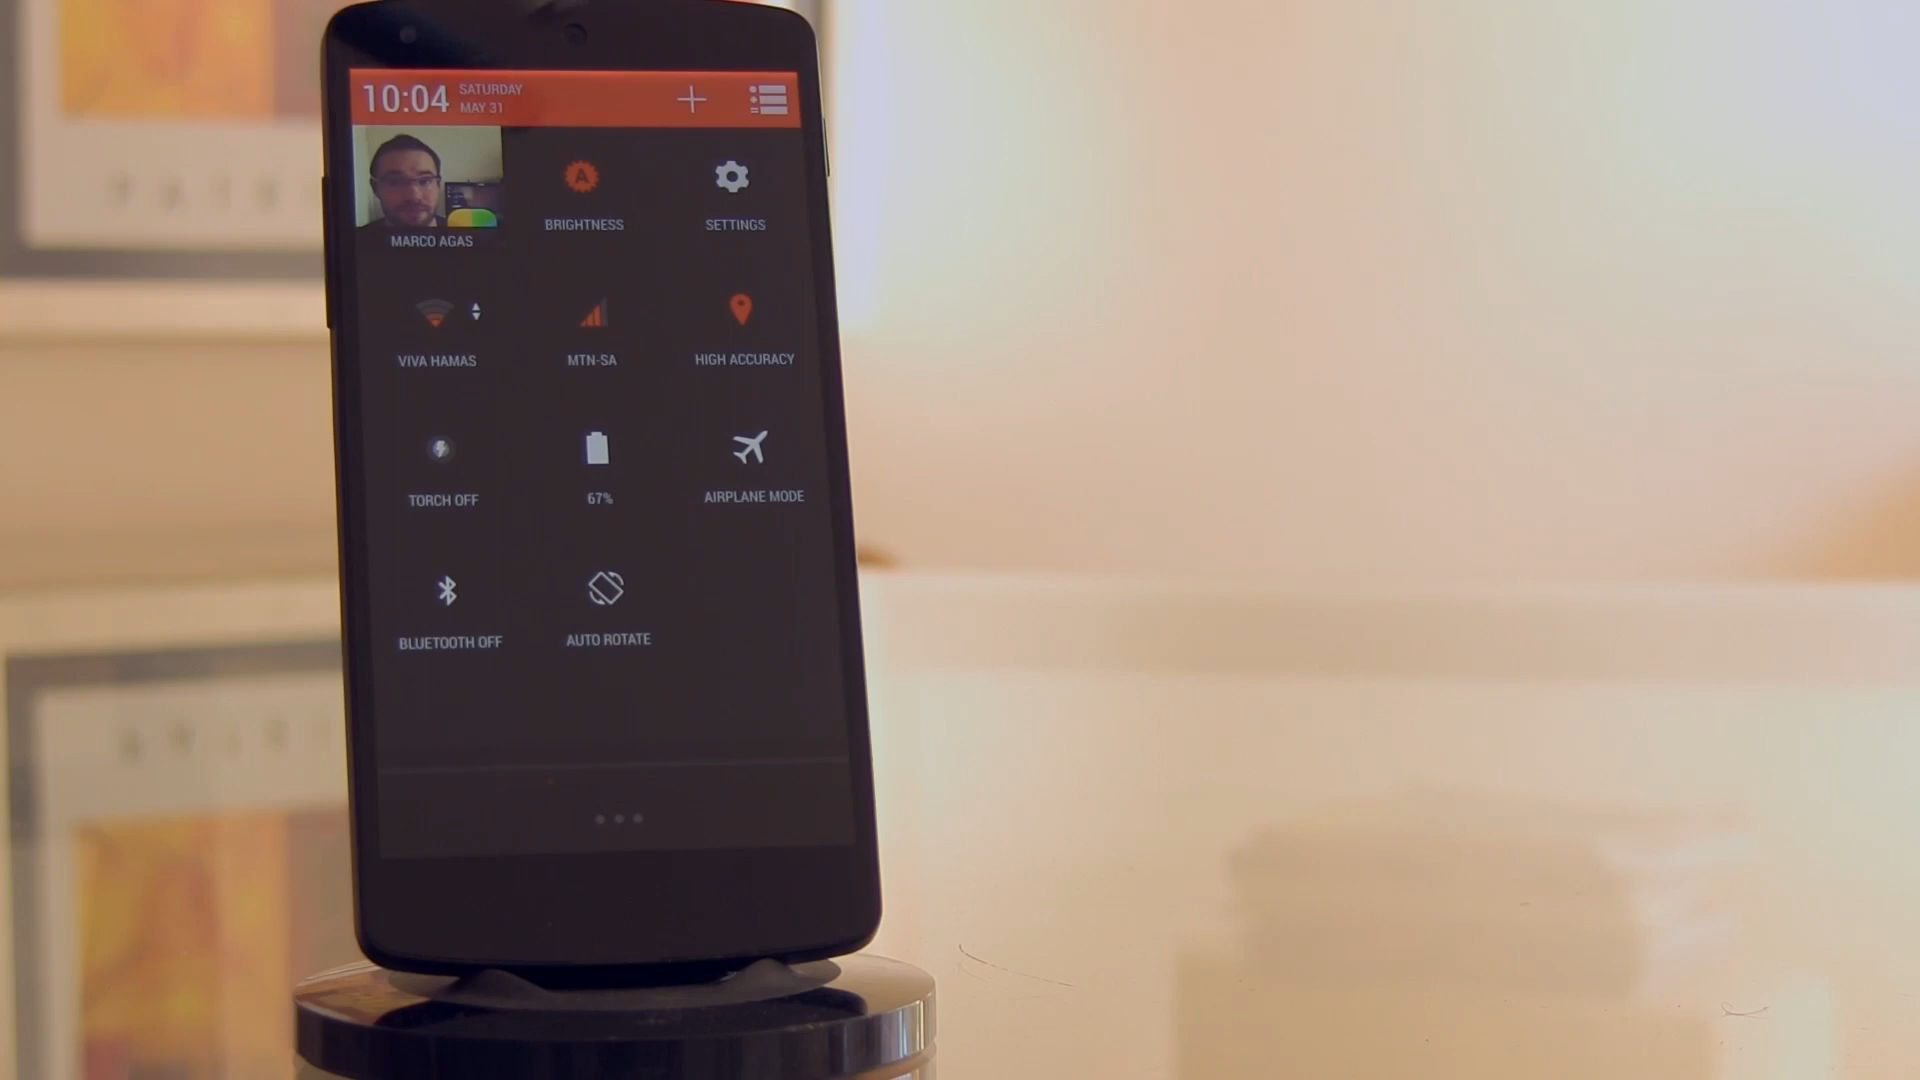 10:04
SATURDAY
MAY 31
MARCO AGAS
A
BRIGHTNESS
SETTINGS
VIVA HAMAS
MTN-SA
HIGH ACCURACY
TORCH OFF
67%
AIRPLANE MODE
BLUETOOTH OFF
AUTO ROTATE